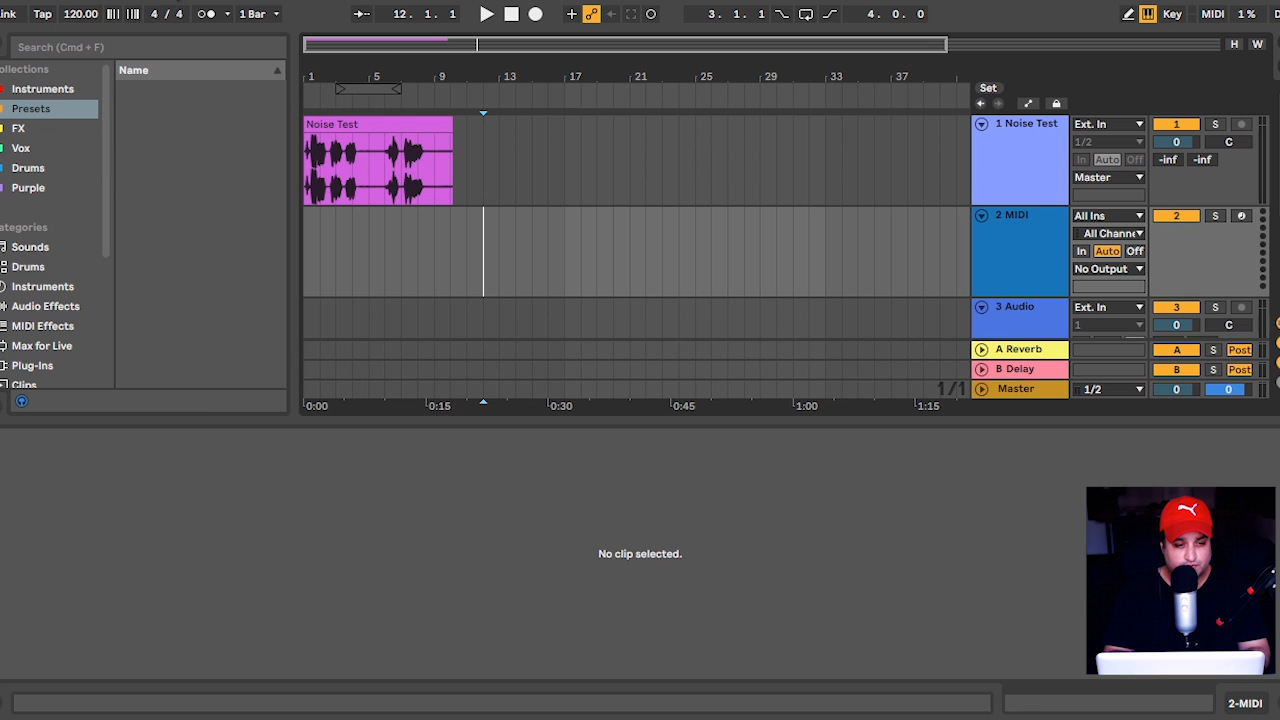 ink Tap 120.00 4 / 4 1 Bar 12. 1. 1 3. 1. 1 4. 0. 0 Key MIDI 1 %
Search (Cmd + F)
H W
ollections
Name
Instruments
Presets
FX
Vox
Drums
Purple
ategories
Sounds
Drums
Instruments
Audio Effects
MIDI Effects
Max for Live
Plug-Ins
Clips
1 5 9 13 17 21 25 29 33 37
Set
Noise Test
1 Noise Test Ext. In 1 S
1/2 0 C
In Auto Off -inf -inf
Master
2 MIDI All Ins 2 S
All Channe
In Auto Off
No Output
3 Audio Ext. In 3 S
1 0 C
A Reverb A S Post
B Delay B S Post
1/1 Master 1/2 0 0
0:00 0:15 0:30 0:45 1:00 1:15
No clip selected.
2-MIDI